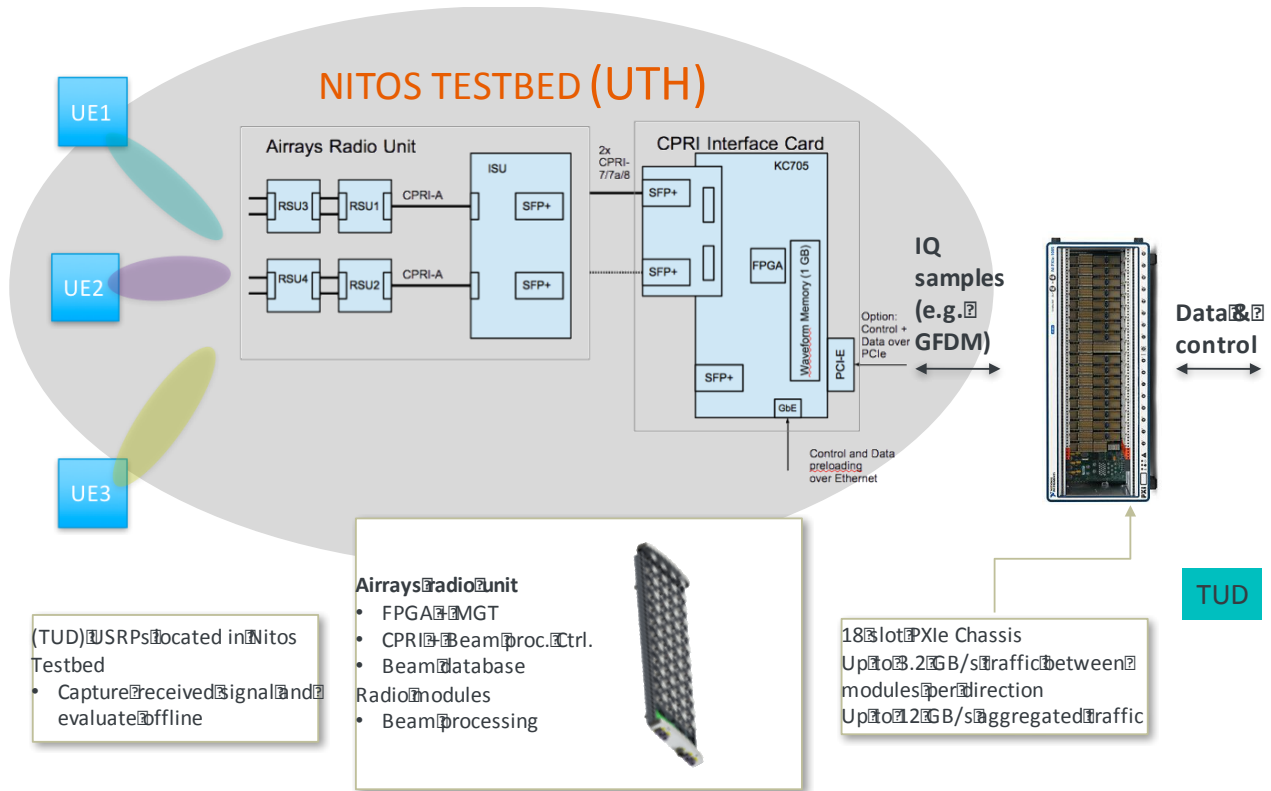 NITOS TESTBED (UTH)
UE1
UE2
UE3
Airrays Radio Unit
ISU
RSU3
RSU1
CPRI-A
SFP+
RSU4
RSU2
CPRI-A
SFP+
2x
CPRI-
7/7a/8
CPRI Interface Card
KC705
SFP+
SFP+
FPGA
Waveform Memory (1 GB)
SFP+
PCI-E
GbE
Option:
Control +
Data over
PCIe
Control and Data
preloading
over Ethernet
IQ
samples
(e.g.
GFDM)
Data &
control
TUD
(TUD) USRPs located in Nitos
Testbed
• Capture received signal and
evaluate offline
Airrays radio unit
• FPGA + MGT
• CPRI + Beam proc. Ctrl.
• Beam database
Radio modules
• Beam processing
18 slot PXIe Chassis
Up to 3.2 GB/s traffic between
modules per direction
Up to 12 GB/s aggregated traffic